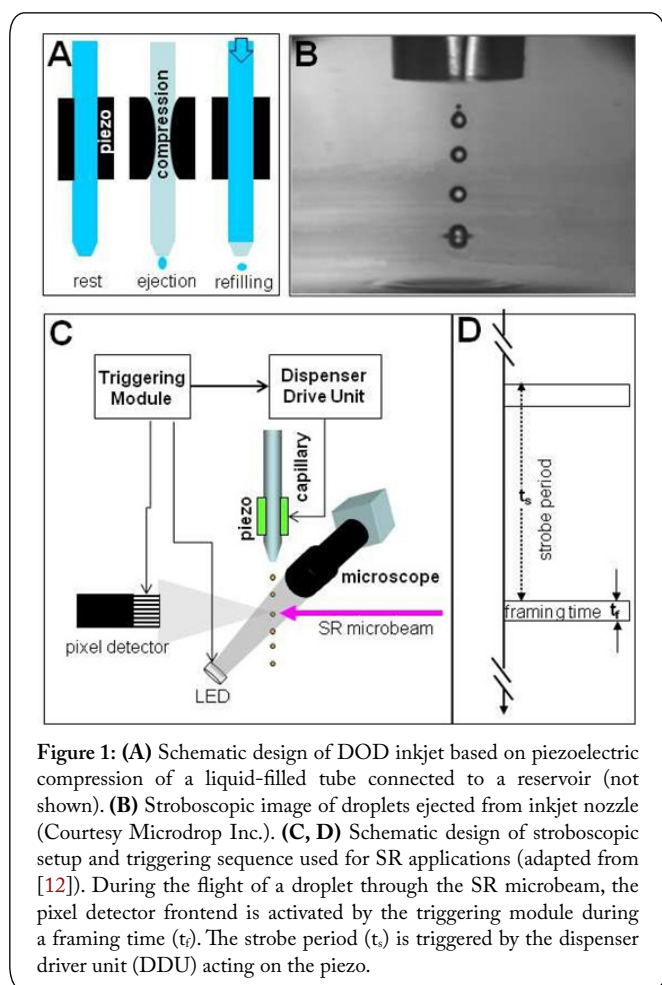 A
piezo
compression
rest
ejection
refilling
B
C
Triggering
Module
Dispenser
Drive Unit
piezo
capillary
microscope
SR microbeam
pixel detector
LED
D
tₛ
strobe period
framing time
t_f
Figure 1: (A) Schematic design of DOD inkjet based on piezoelectric
compression of a liquid-filled tube connected to a reservoir (not
shown). (B) Stroboscopic image of droplets ejected from inkjet nozzle
(Courtesy Microdrop Inc.). (C, D) Schematic design of stroboscopic
setup and triggering sequence used for SR applications (adapted from
[12]). During the flight of a droplet through the SR microbeam, the
pixel detector frontend is activated by the triggering module during
a framing time (t_f). The strobe period (tₛ) is triggered by the dispenser
driver unit (DDU) acting on the piezo.